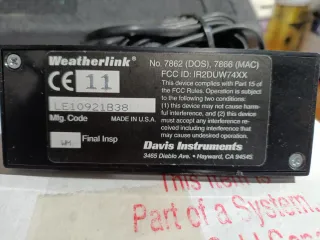 Weatherlink®
No. 7862 (DOS), 7866 (MAC)
FCC ID: IR2DUW74XX
CE 11
This device complies with Part 15 of
the FCC Rules. Operation is subject to
the following two conditions:
(1) this device may not cause harm-
ful interference, and (2) this device
must accept any interference re-
ceived including interference that
may cause undesired operation.
LE10921B38
Mfg. Code
MADE IN U.S.A.
WM
Final Insp
Davis Instruments
3465 Diablo Ave. • Hayward, CA 94545
This Item is
Part of a System.